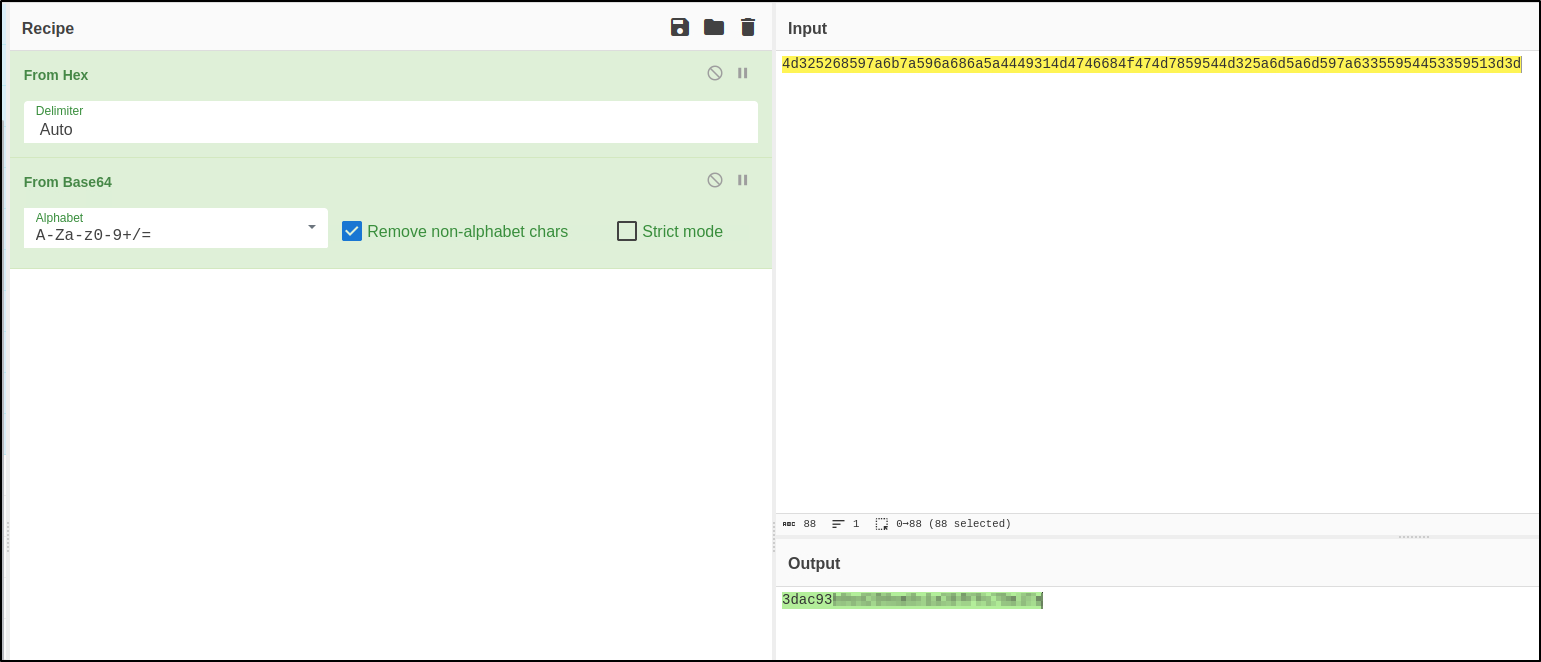 Recipe
From Hex
Delimiter
Auto
From Base64
Alphabet
A-Za-z0-9+/=
Remove non-alphabet chars
Strict mode
Input
4d325268597a6b7a596a686a5a4449314d4746684f474d7859544d325a6d5a6d597a63355954453359513d3d
ABC 88 1 0→88 (88 selected)
Output
3dac93